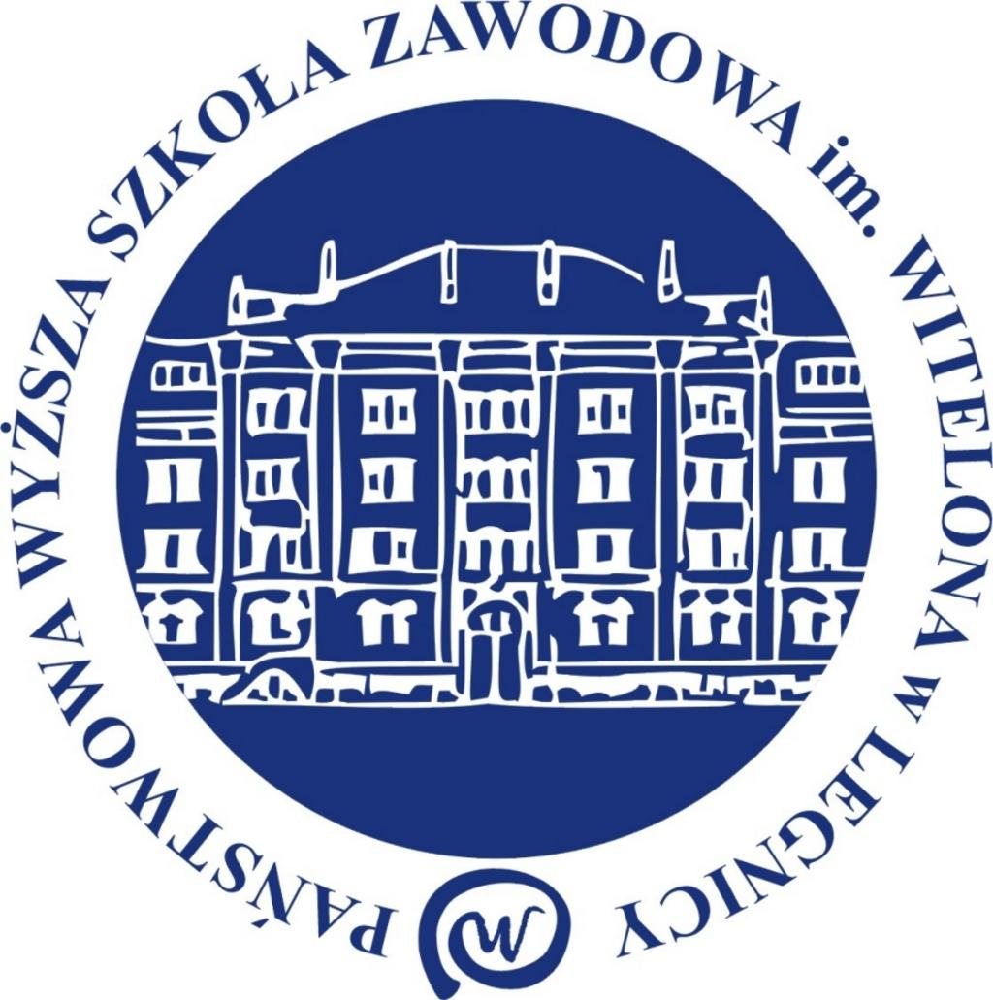 PAŃSTWOWA WYŻSZA SZKOŁA ZAWODOWA im. WITELONA w LEGNICY
W